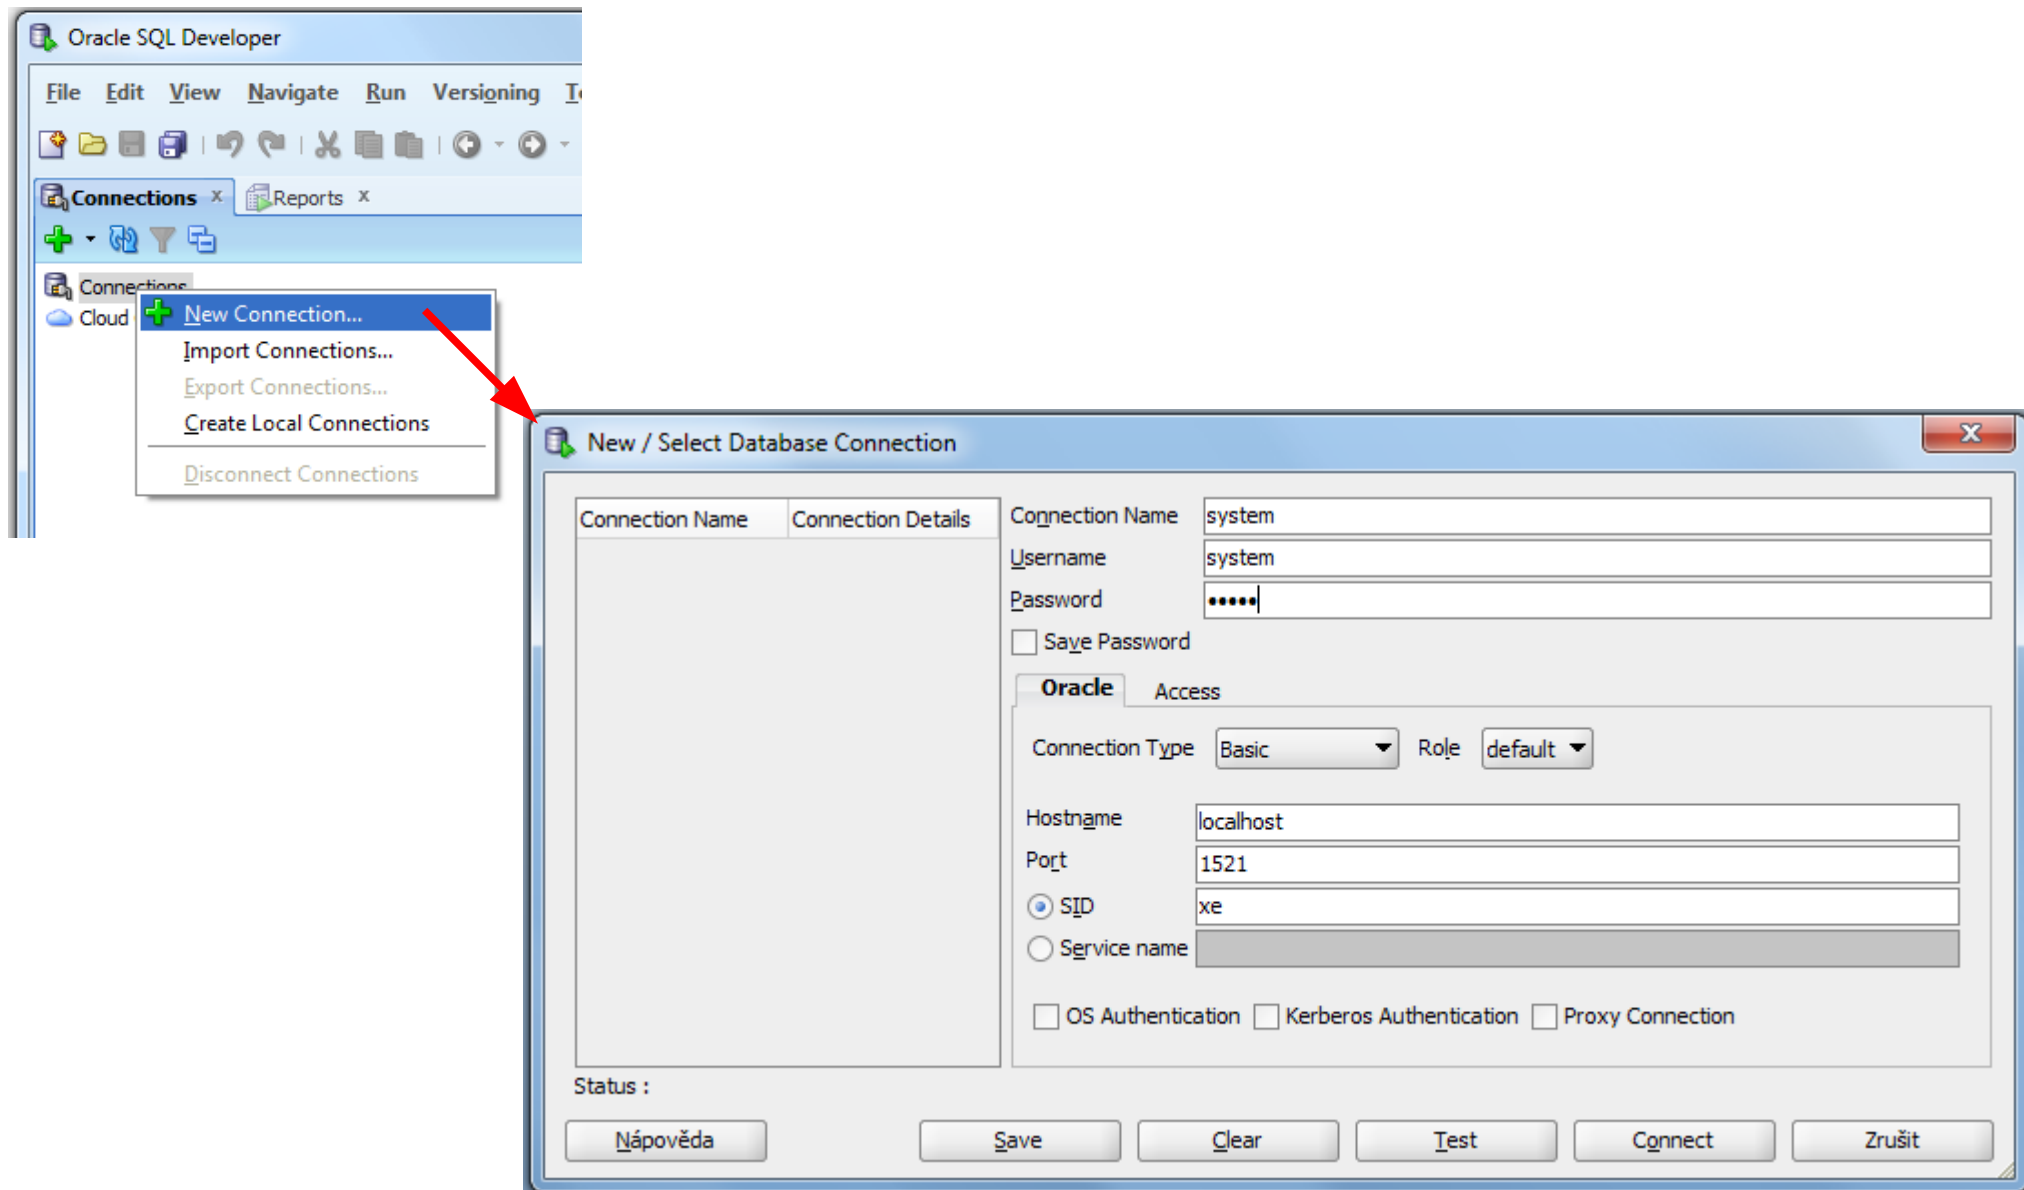 Oracle SQL Developer
File Edit View Navigate Run Versioning
Connections x Reports x
Connections
Cloud
New Connection...
Import Connections...
Export Connections...
Create Local Connections
Disconnect Connections
New / Select Database Connection
Connection Name Connection Details
Connection Name system
Username system
Password •••••
Save Password
Oracle Access
Connection Type Basic Role default
Hostname localhost
Port 1521
SID xe
Service name
OS Authentication Kerberos Authentication Proxy Connection
Status :
Nápověda Save Clear Test Connect Zrušit